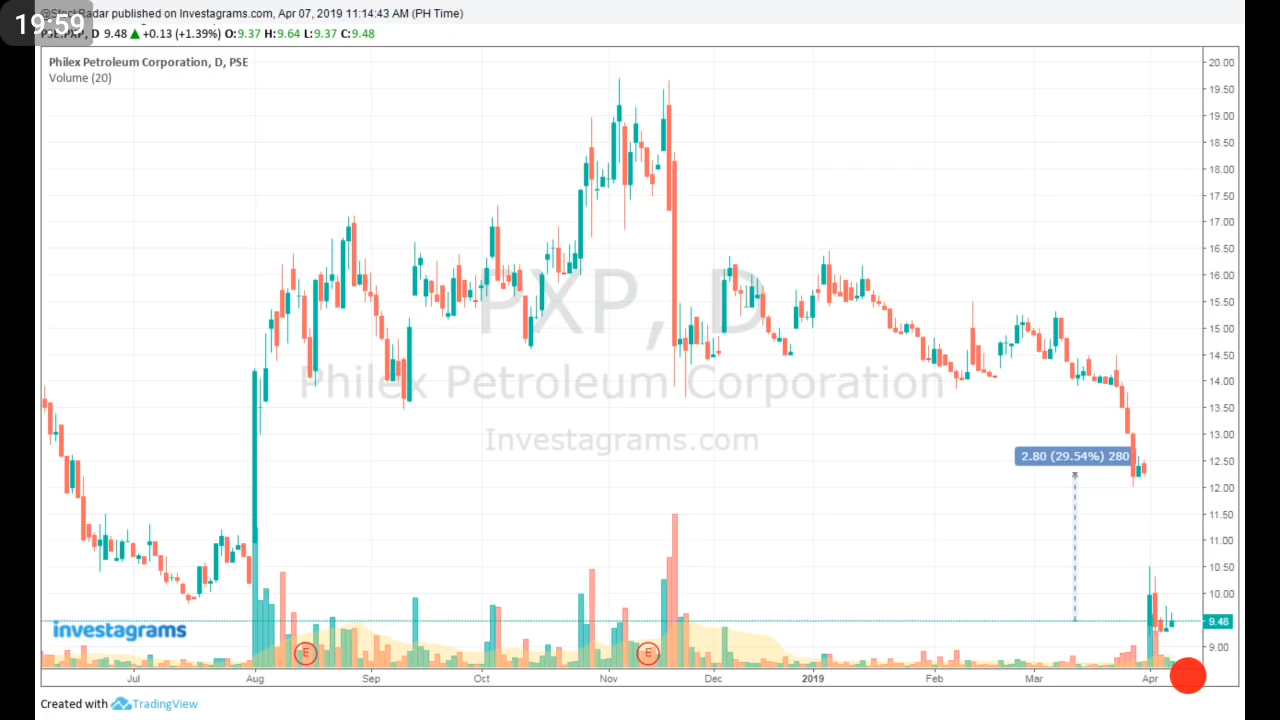 19:59
@StockRadar published on Investagrams.com, Apr 07, 2019 11:14:43 AM (PH Time)
PSE:PXP, D 9.48 ▲ +0.13 (+1.39%) O:9.37 H:9.64 L:9.37 C:9.48
Philex Petroleum Corporation, D, PSE
Volume (20)
20.00
19.50
19.00
18.50
18.00
17.50
17.00
16.50
16.00
15.50
15.00
14.50
14.00
13.50
13.00
12.50
12.00
11.50
11.00
10.50
10.00
9.48
9.00
PXP, D
Philex Petroleum Corporation
Investagrams.com
2.80 (29.54%) 280
investagrams
E
E
Jul Aug Sep Oct Nov Dec 2019 Feb Mar Apr
Created with TradingView